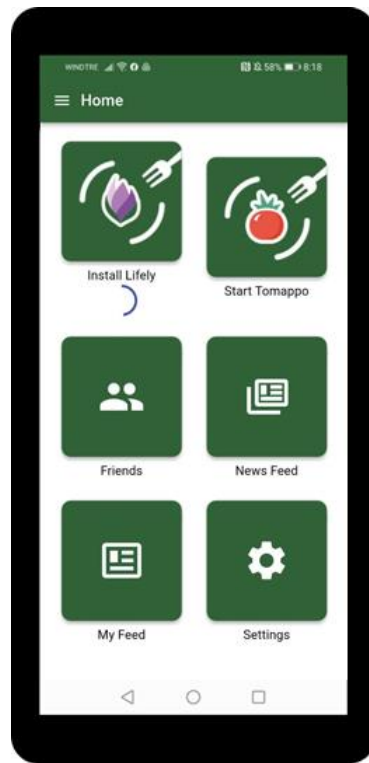 WINDTRE 58% 8:18
Home
Install Lifely
Start Tomappo
Friends
News Feed
My Feed
Settings